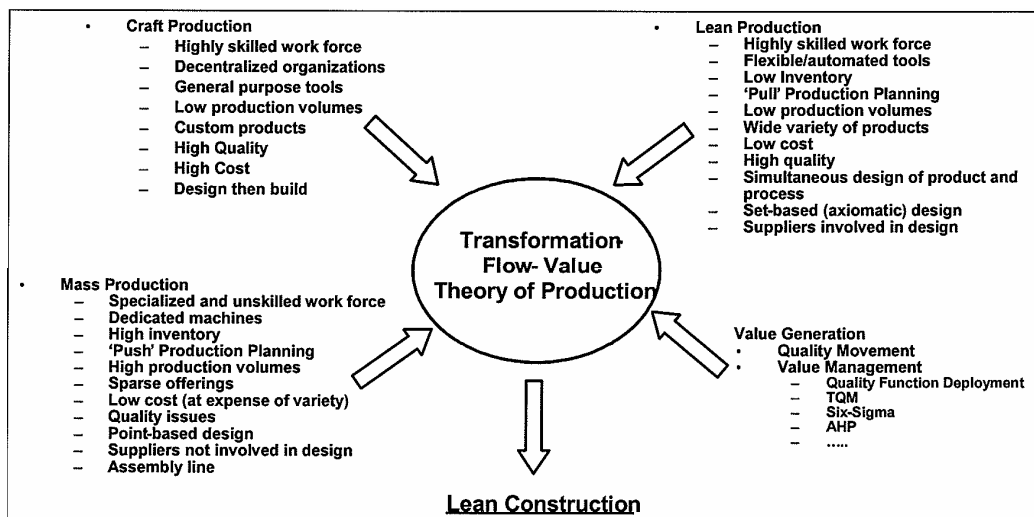 • Craft Production
– Highly skilled work force
– Decentralized organizations
– General purpose tools
– Low production volumes
– Custom products
– High Quality
– High Cost
– Design then build
• Lean Production
– Highly skilled work force
– Flexible/automated tools
– Low Inventory
– 'Pull' Production Planning
– Low production volumes
– Wide variety of products
– Low cost
– High quality
– Simultaneous design of product and
process
– Set-based (axiomatic) design
– Suppliers involved in design
Transformation-
Flow- Value
Theory of Production
• Mass Production
– Specialized and unskilled work force
– Dedicated machines
– High inventory
– 'Push' Production Planning
– High production volumes
– Sparse offerings
– Low cost (at expense of variety)
– Quality issues
– Point-based design
– Suppliers not involved in design
– Assembly line
Value Generation
• Quality Movement
• Value Management
– Quality Function Deployment
– TQM
– Six-Sigma
– AHP
– .....
Lean Construction